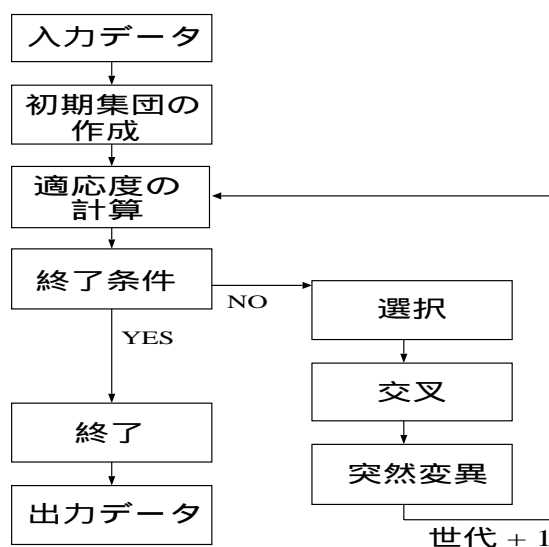 入力データ
初期集団の
作成
適応度の
計算
終了条件
NO
YES
選択
交叉
突然変異
世代 + 1
終了
出力データ